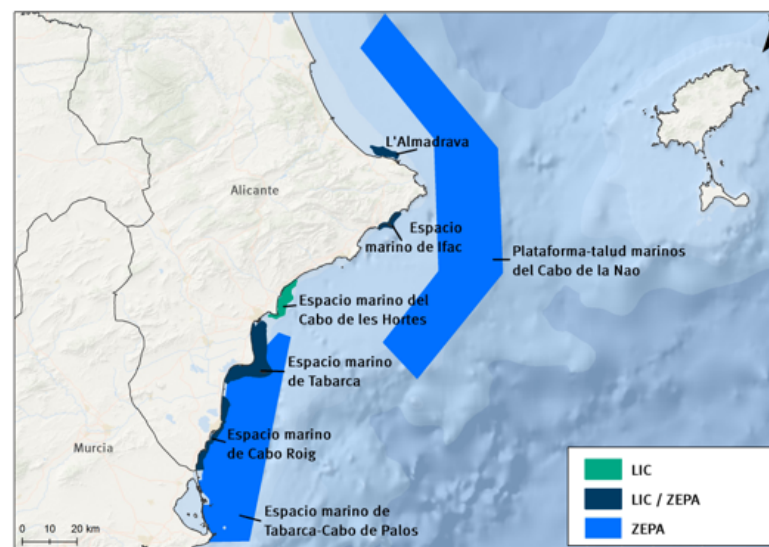 L'Almadrava
Alicante
Espacio
marino de Ifac
Plataforma-talud marinos
del Cabo de la Nao
Espacio marino del
Cabo de les Hortes
Espacio marino
de Tabarca
Espacio marino
de Cabo Roig
Murcia
Espacio marino de
Tabarca-Cabo de Palos
0 10 20 km
LIC
LIC / ZEPA
ZEPA